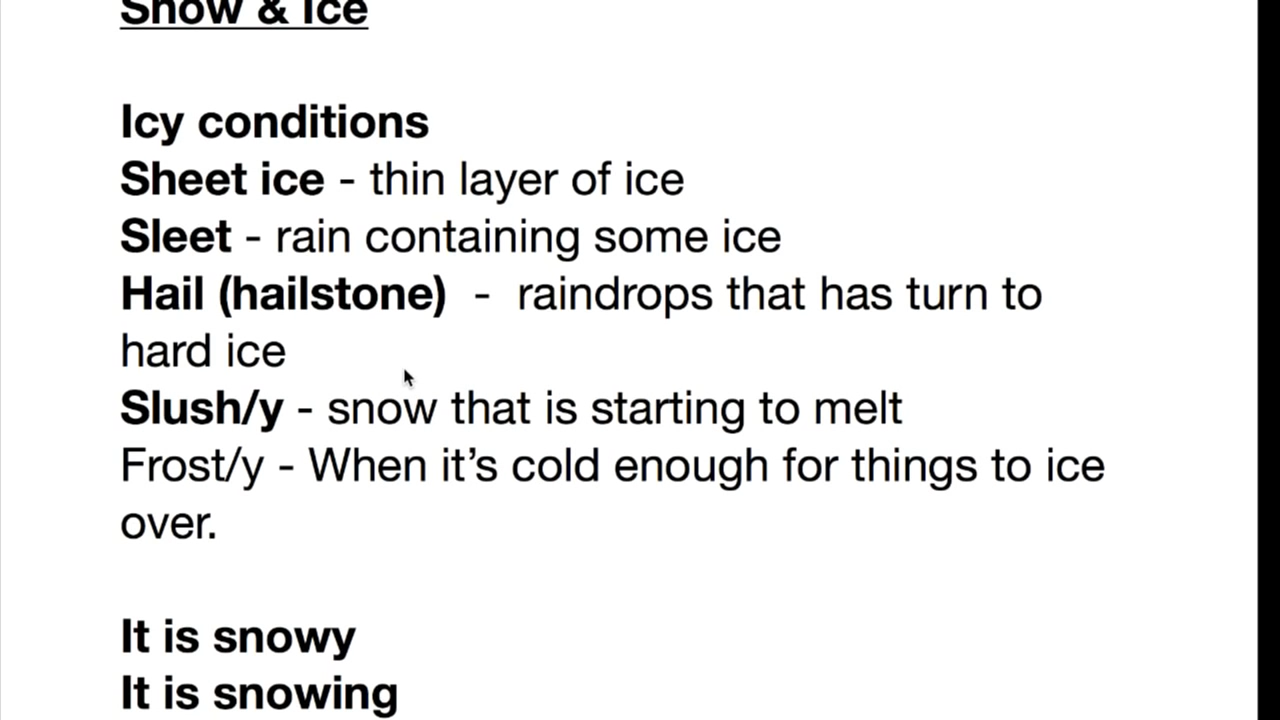 Snow & Ice
Icy conditions
Sheet ice - thin layer of ice
Sleet - rain containing some ice
Hail (hailstone)  -  raindrops that has turn to
hard ice
Slush/y - snow that is starting to melt
Frost/y - When it’s cold enough for things to ice
over.
It is snowy
It is snowing